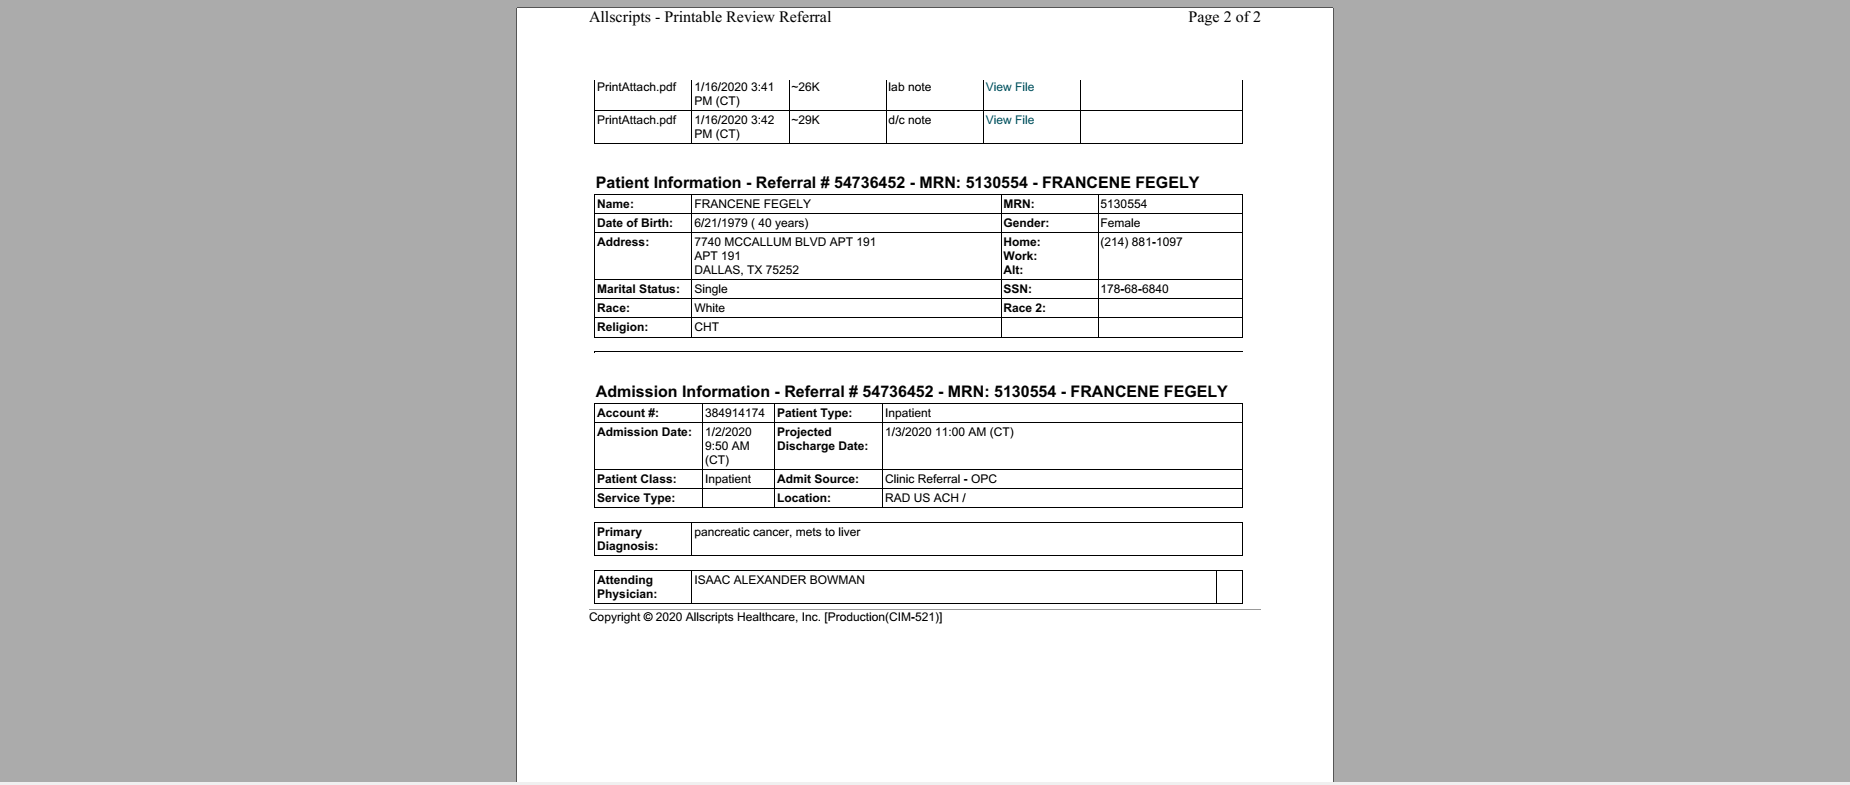 Allscripts - Printable Review Referral Page 2 of 2
PrintAttach.pdf 1/16/2020 3:41 PM (CT) ~26K lab note View File
PrintAttach.pdf 1/16/2020 3:42 PM (CT) ~29K d/c note View File
Patient Information - Referral # 54736452 - MRN: 5130554 - FRANCENE FEGELY
Name: FRANCENE FEGELY MRN: 5130554
Date of Birth: 6/21/1979 ( 40 years) Gender: Female
Address: 7740 MCCALLUM BLVD APT 191 Home: (214) 881-1097
APT 191 Work:
DALLAS, TX 75252 Alt:
Marital Status: Single SSN: 178-68-6840
Race: White Race 2:
Religion: CHT
Admission Information - Referral # 54736452 - MRN: 5130554 - FRANCENE FEGELY
Account #: 384914174 Patient Type: Inpatient
Admission Date: 1/2/2020 9:50 AM (CT) Projected Discharge Date: 1/3/2020 11:00 AM (CT)
Patient Class: Inpatient Admit Source: Clinic Referral - OPC
Service Type: Location: RAD US ACH /
Primary Diagnosis: pancreatic cancer, mets to liver
Attending Physician: ISAAC ALEXANDER BOWMAN
Copyright © 2020 Allscripts Healthcare, Inc. [Production(CIM-521)]